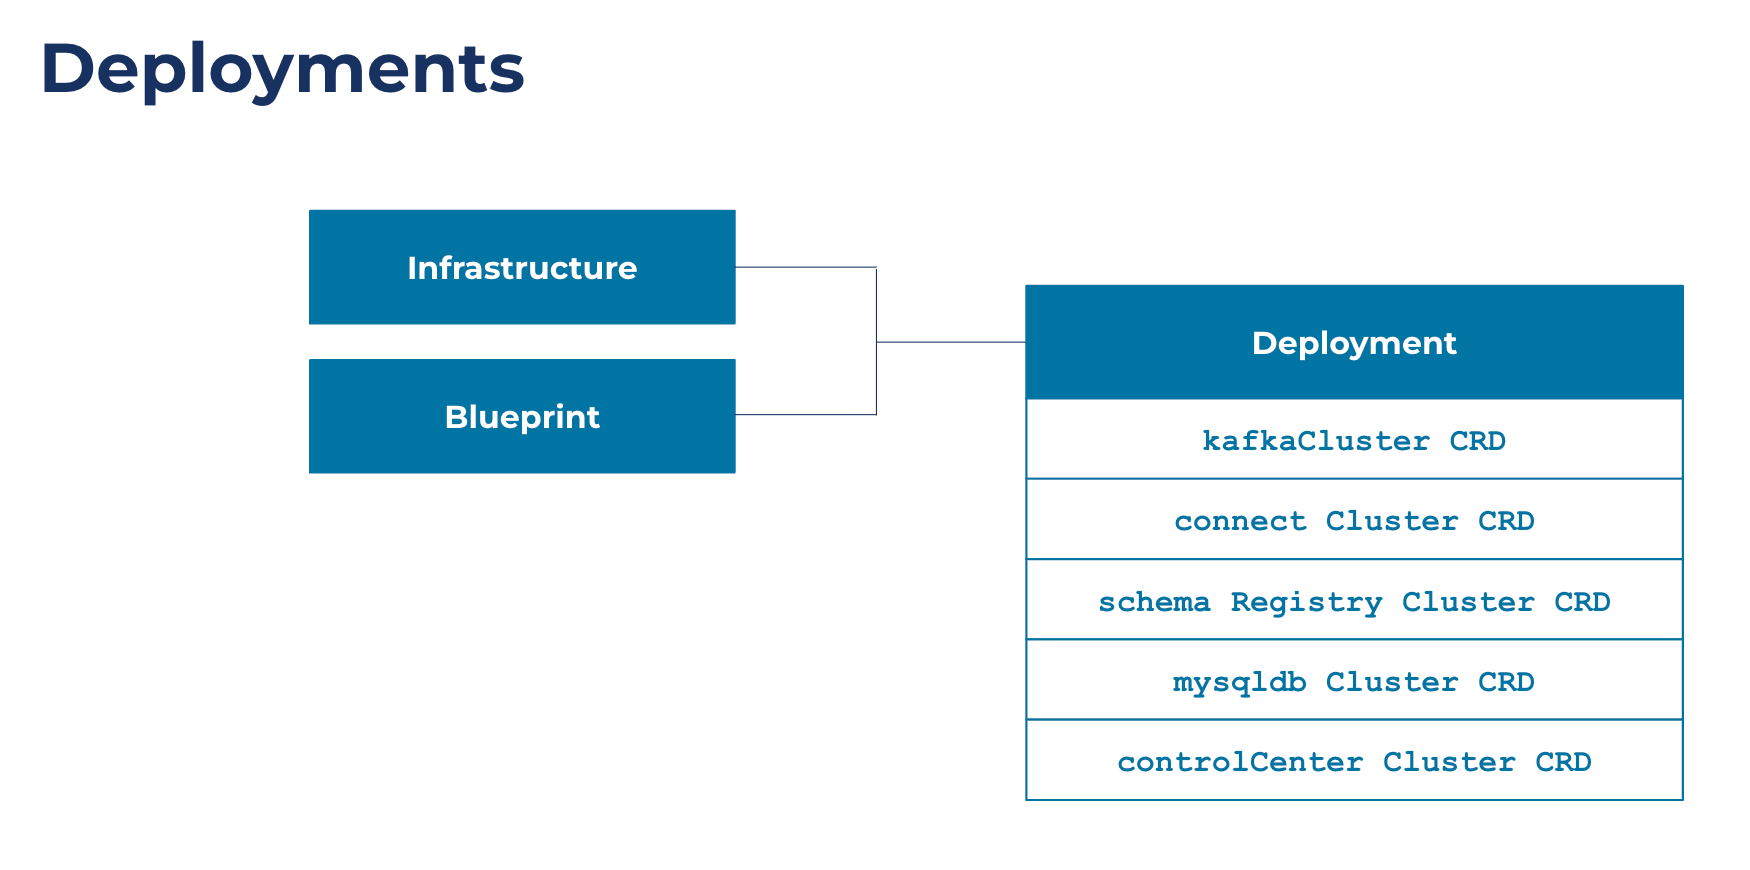 Deployments
Infrastructure
Blueprint
Deployment
kafkaCluster CRD
connect Cluster CRD
schema Registry Cluster CRD
mysqldb Cluster CRD
controlCenter Cluster CRD